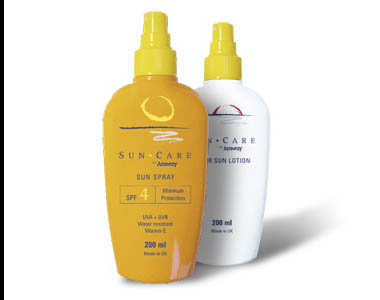 SUN · CARE
by Amway
SUN SPRAY
SPF 4
Minimum
Protection
UVA + UVB
Water resistant
Vitamin E
200 ml
Made in UK
CARE
by Amway
R SUN LOTION
200 ml
Made in UK